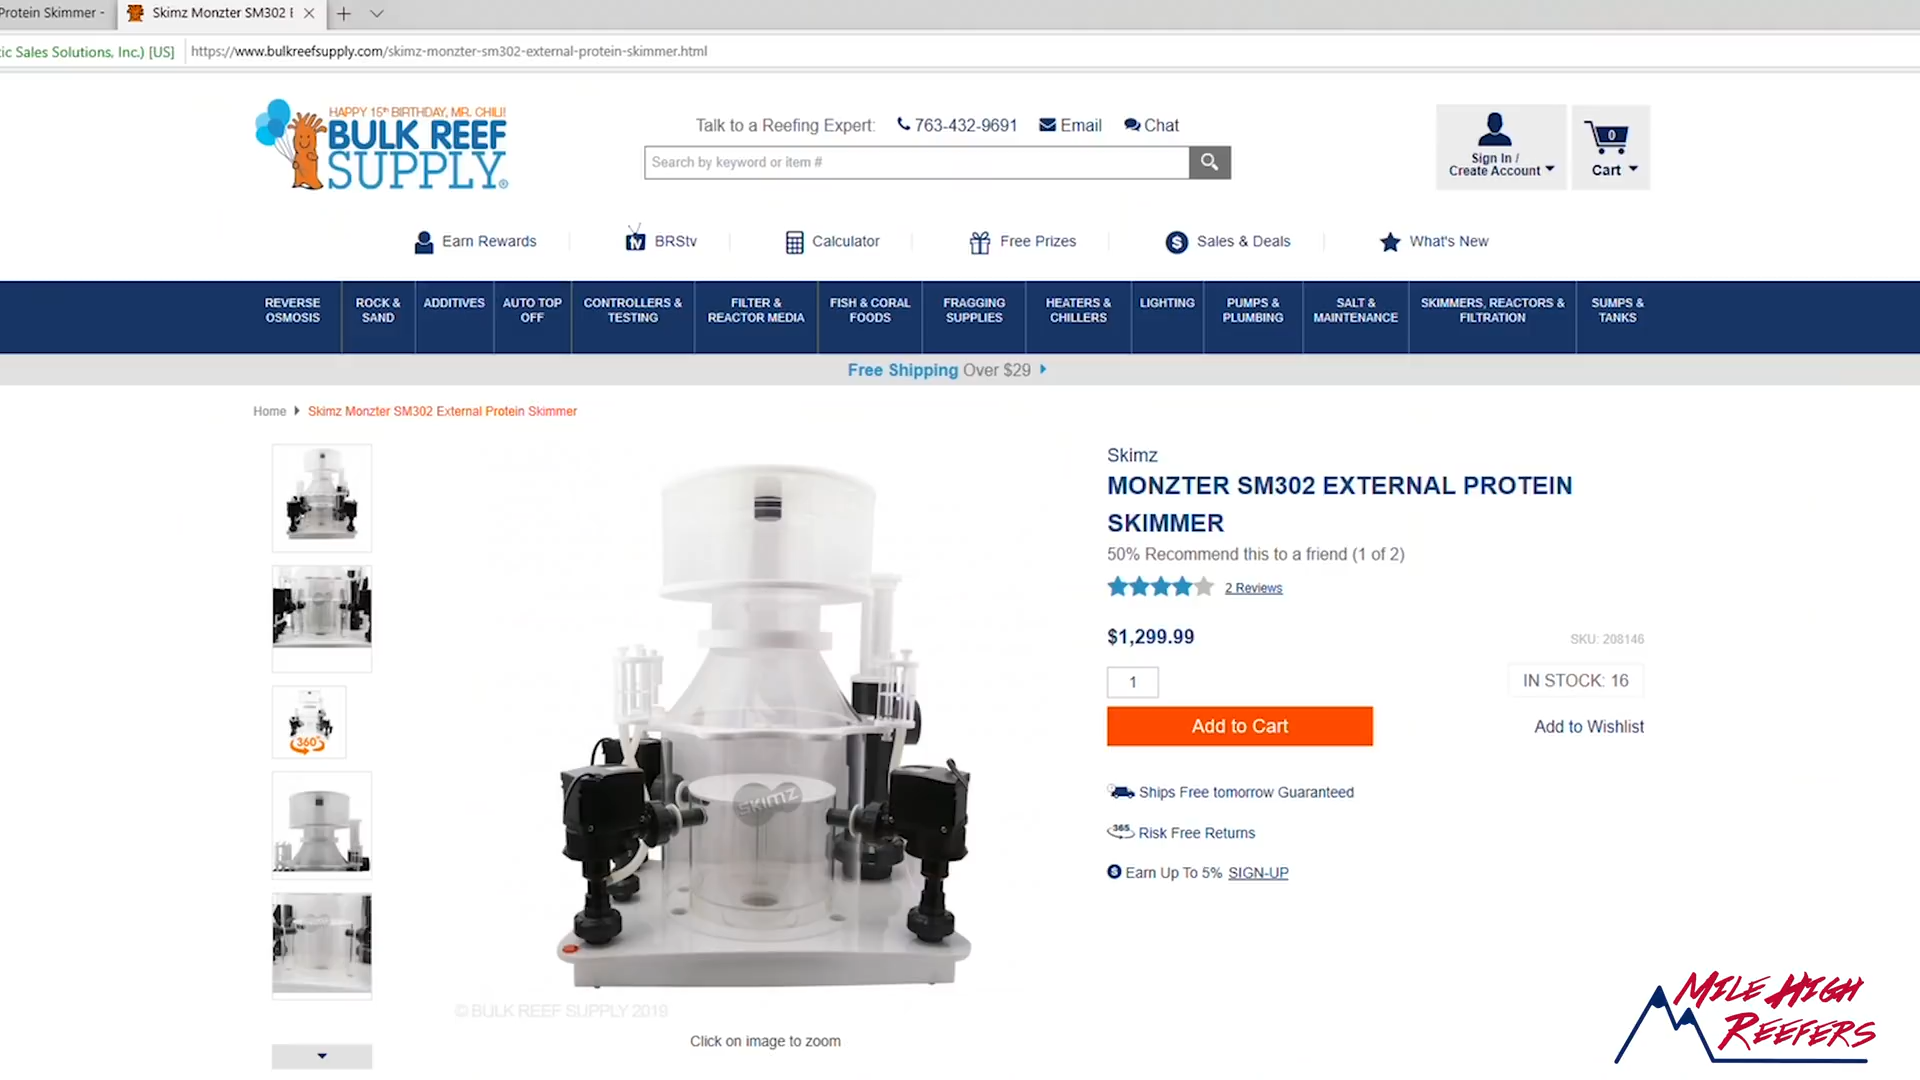 Protein Skimmer -
Skimz Monzter SM302 E
tic Sales Solutions, Inc.) [US]
https://www.bulkreefsupply.com/skimz-monzter-sm302-external-protein-skimmer.html
HAPPY 15th BIRTHDAY, MR. CHILI!
BULK REEF
SUPPLY®
Talk to a Reefing Expert: 763-432-9691 Email Chat
Search by keyword or item #
Sign In /
Create Account
0
Cart
Earn Rewards
tv BRStv
Calculator
Free Prizes
$ Sales & Deals
What's New
REVERSE
OSMOSIS
ROCK &
SAND
ADDITIVES
AUTO TOP
OFF
CONTROLLERS &
TESTING
FILTER &
REACTOR MEDIA
FISH & CORAL
FOODS
FRAGGING
SUPPLIES
HEATERS &
CHILLERS
LIGHTING
PUMPS &
PLUMBING
SALT &
MAINTENANCE
SKIMMERS, REACTORS &
FILTRATION
SUMPS &
TANKS
Free Shipping Over $29
Home Skimz Monzter SM302 External Protein Skimmer
360°
SKIMZ
© BULK REEF SUPPLY 2019
Click on image to zoom
Skimz
MONZTER SM302 EXTERNAL PROTEIN
SKIMMER
50% Recommend this to a friend (1 of 2)
2 Reviews
$1,299.99
SKU: 208146
1
IN STOCK: 16
Add to Cart
Add to Wishlist
Ships Free tomorrow Guaranteed
365 Risk Free Returns
$ Earn Up To 5% SIGN-UP
MILE HIGH
REEFERS